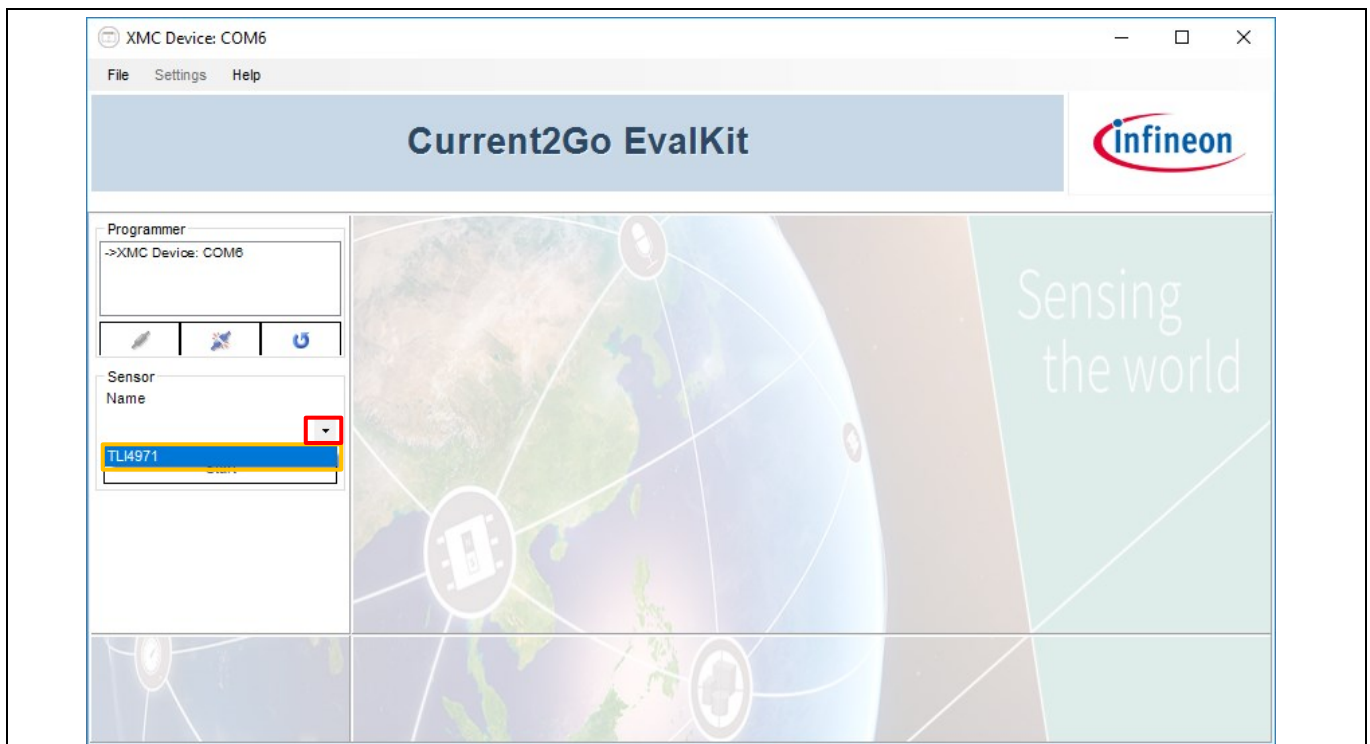 XMC Device: COM6
File Settings Help
Current2Go EvalKit
infineon
Programmer
->XMC Device: COM6
Sensor
Name
TLI4971
Start
Sensing
the world